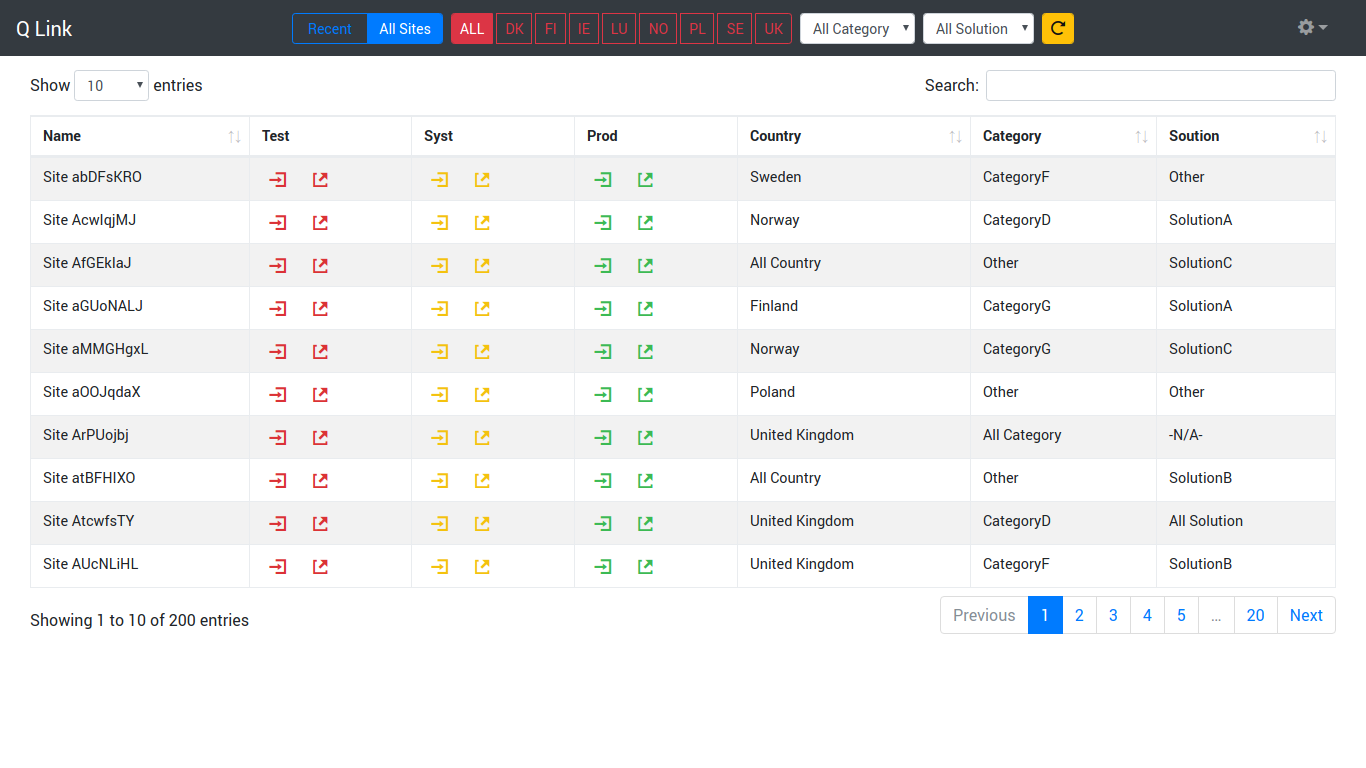 Q Link Recent All Sites ALL DK FI IE LU NO PL SE UK All Category All Solution
Show 10 entries Search:
Name Test Syst Prod Country Category Soution
Site abDFsKRO Sweden CategoryF Other
Site AcwIqjMJ Norway CategoryD SolutionA
Site AfGEkIaJ All Country Other SolutionC
Site aGUoNALJ Finland CategoryG SolutionA
Site aMMGHgxL Norway CategoryG SolutionC
Site aOOJqdaX Poland Other Other
Site ArPUojbj United Kingdom All Category -N/A-
Site atBFHIXO All Country Other SolutionB
Site AtcwfsTY United Kingdom CategoryD All Solution
Site AUcNLiHL United Kingdom CategoryF SolutionB
Showing 1 to 10 of 200 entries Previous 1 2 3 4 5 … 20 Next